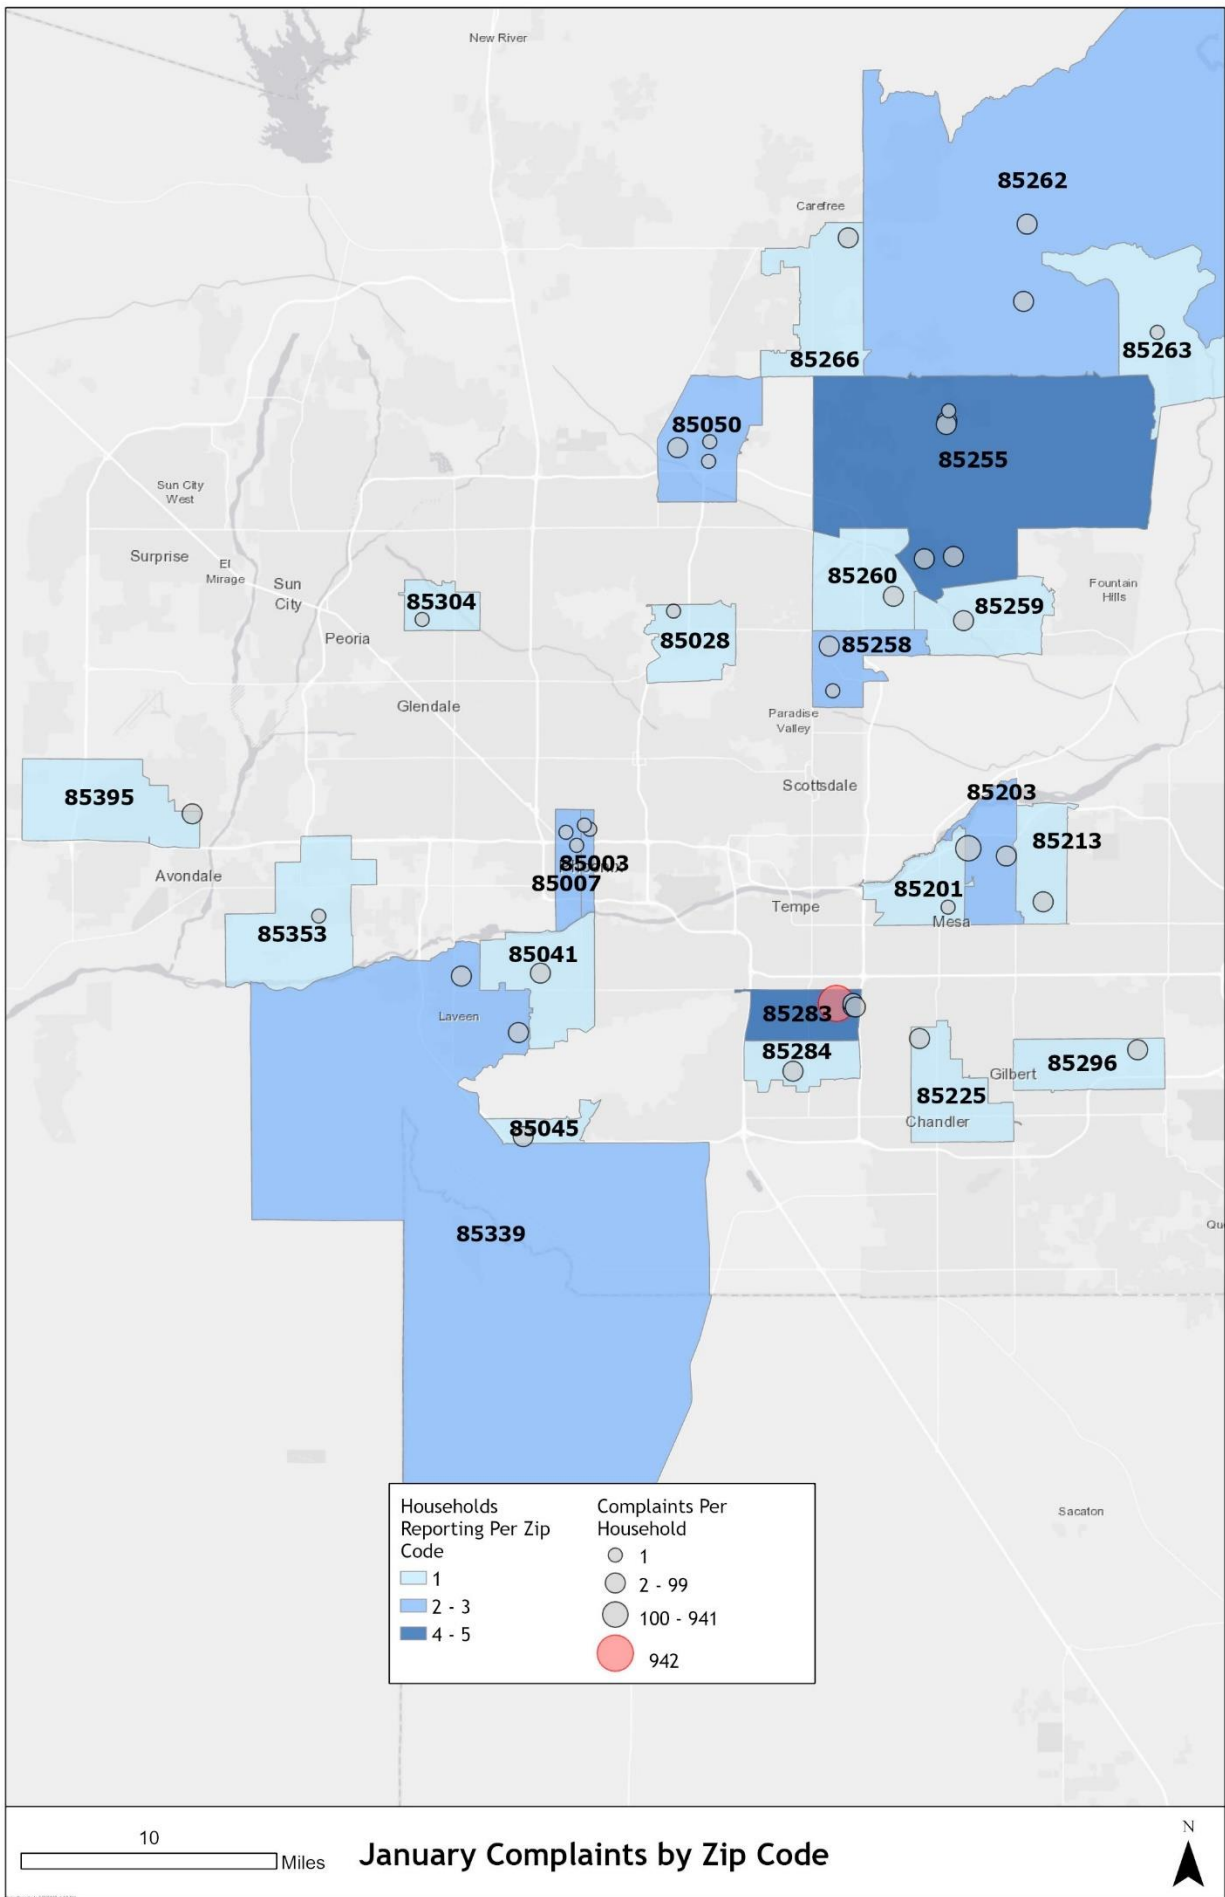 New River
85262
Carefree
85266
85263
85050
85255
Sun City
West
Surprise
El
Mirage
Sun
City
85260
Fountain
Hills
85304
85259
Peoria
85028
85258
Glendale
Paradise
Valley
Scottsdale
85395
85203
85213
85003
Avondale
85007
85201
Tempe
Mesa
85353
85041
85283
Laveen
85284
85296
Gilbert
85225
85045
Chandler
85339
Qu
Sacaton
Households
Reporting Per Zip
Code
1
2 - 3
4 - 5
Complaints Per
Household
1
2 - 99
100 - 941
942
10
Miles
January Complaints by Zip Code
N